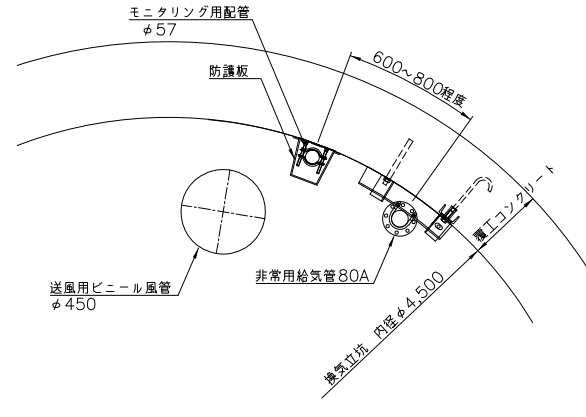 モニタリング用配管
φ57
防護板
600～800程度
覆工コンクリート
非常用給気管80A
送風用ビニール風管
φ450
換気立坑 内径φ4,500